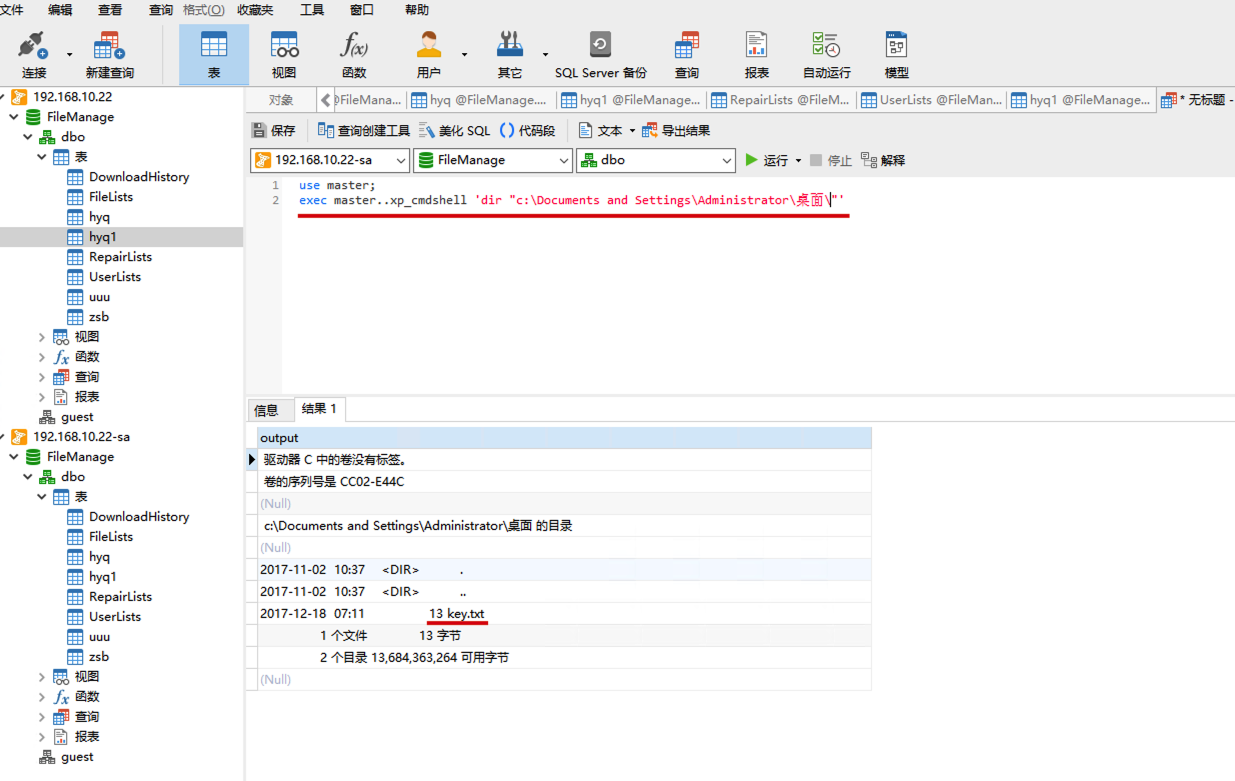 文件 编辑 查看 查询 格式(O) 收藏夹 工具 窗口 帮助
连接 新建查询 表 视图 函数 用户 其它 SQL Server 备份 查询 报表 自动运行 模型
对象 @FileMana... hyq @FileManage.... hyq1 @FileManage... RepairLists @FileM... UserLists @FileMan... hyq1 @FileManage... * 无标题 -
保存 查询创建工具 美化 SQL () 代码段 文本 导出结果
192.168.10.22-sa FileManage dbo 运行 停止 解释
1 use master;
2 exec master..xp_cmdshell 'dir "c:\Documents and Settings\Administrator\桌面\"'
192.168.10.22
FileManage
dbo
表
DownloadHistory
FileLists
hyq
hyq1
RepairLists
UserLists
uuu
zsb
视图
函数
查询
报表
guest
192.168.10.22-sa
FileManage
dbo
表
DownloadHistory
FileLists
hyq
hyq1
RepairLists
UserLists
uuu
zsb
视图
函数
查询
报表
guest
信息 结果 1
output
驱动器 C 中的卷没有标签。
卷的序列号是 CC02-E44C
(Null)
c:\Documents and Settings\Administrator\桌面 的目录
(Null)
2017-11-02 10:37 <DIR> .
2017-11-02 10:37 <DIR> ..
2017-12-18 07:11 13 key.txt
1 个文件 13 字节
2 个目录 13,684,363,264 可用字节
(Null)